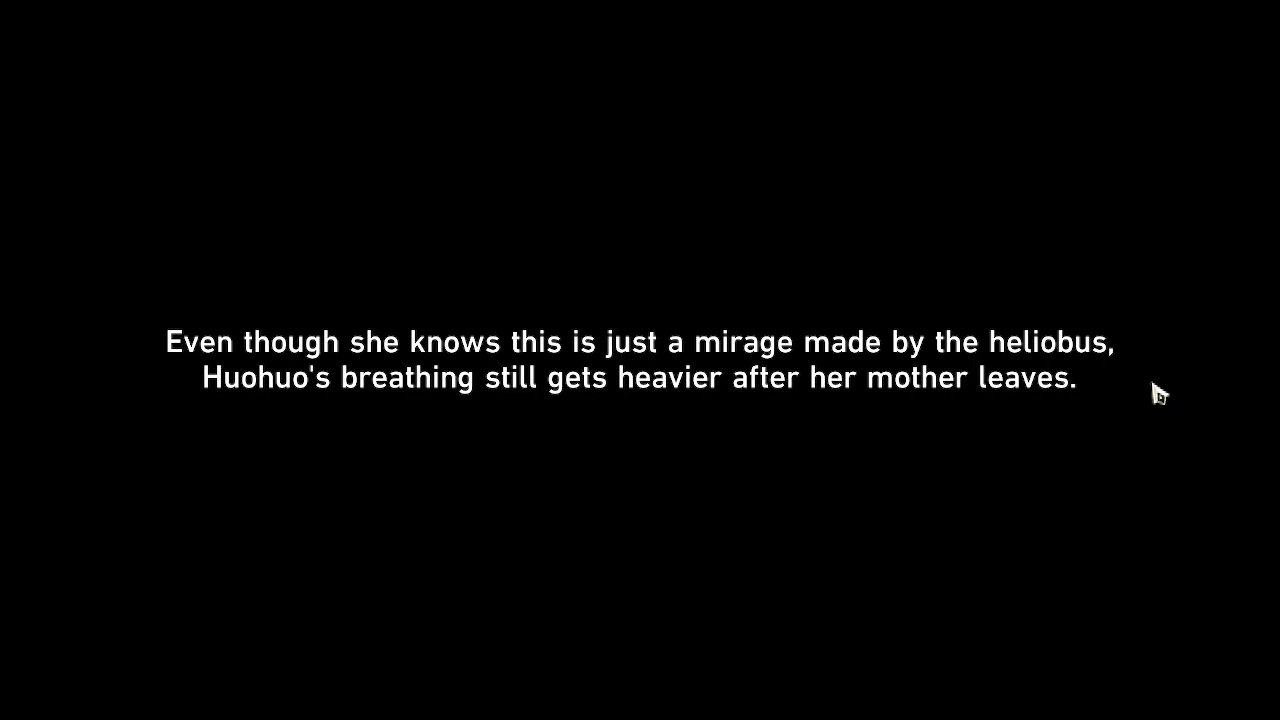 Even though she knows this is just a mirage made by the heliobus,
Huohuo's breathing still gets heavier after her mother leaves.